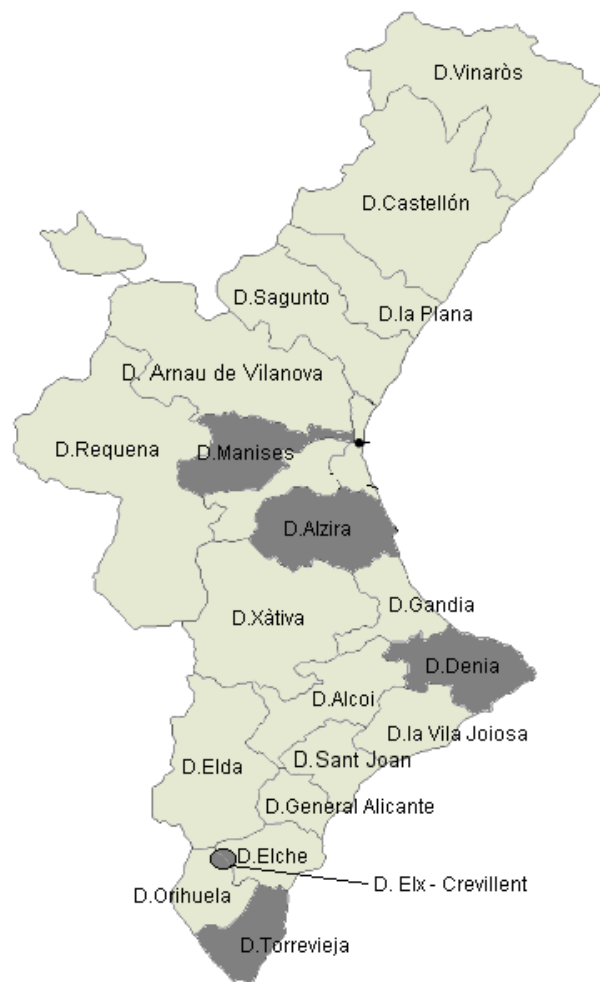 D.Vinaròs
D.Castellón
D.Sagunto
D.la Plana
D. Arnau de Vilanova
D.Requena
D.Manises
D.Alzira
D.Gandia
D.Xàtiva
D.Denia
D.Alcoi
D.la Vila Joiosa
D.Sant Joan
D.Elda
D.General Alicante
D.Elche
D. Elx - Crevillent
D.Orihuela
D.Torrevieja